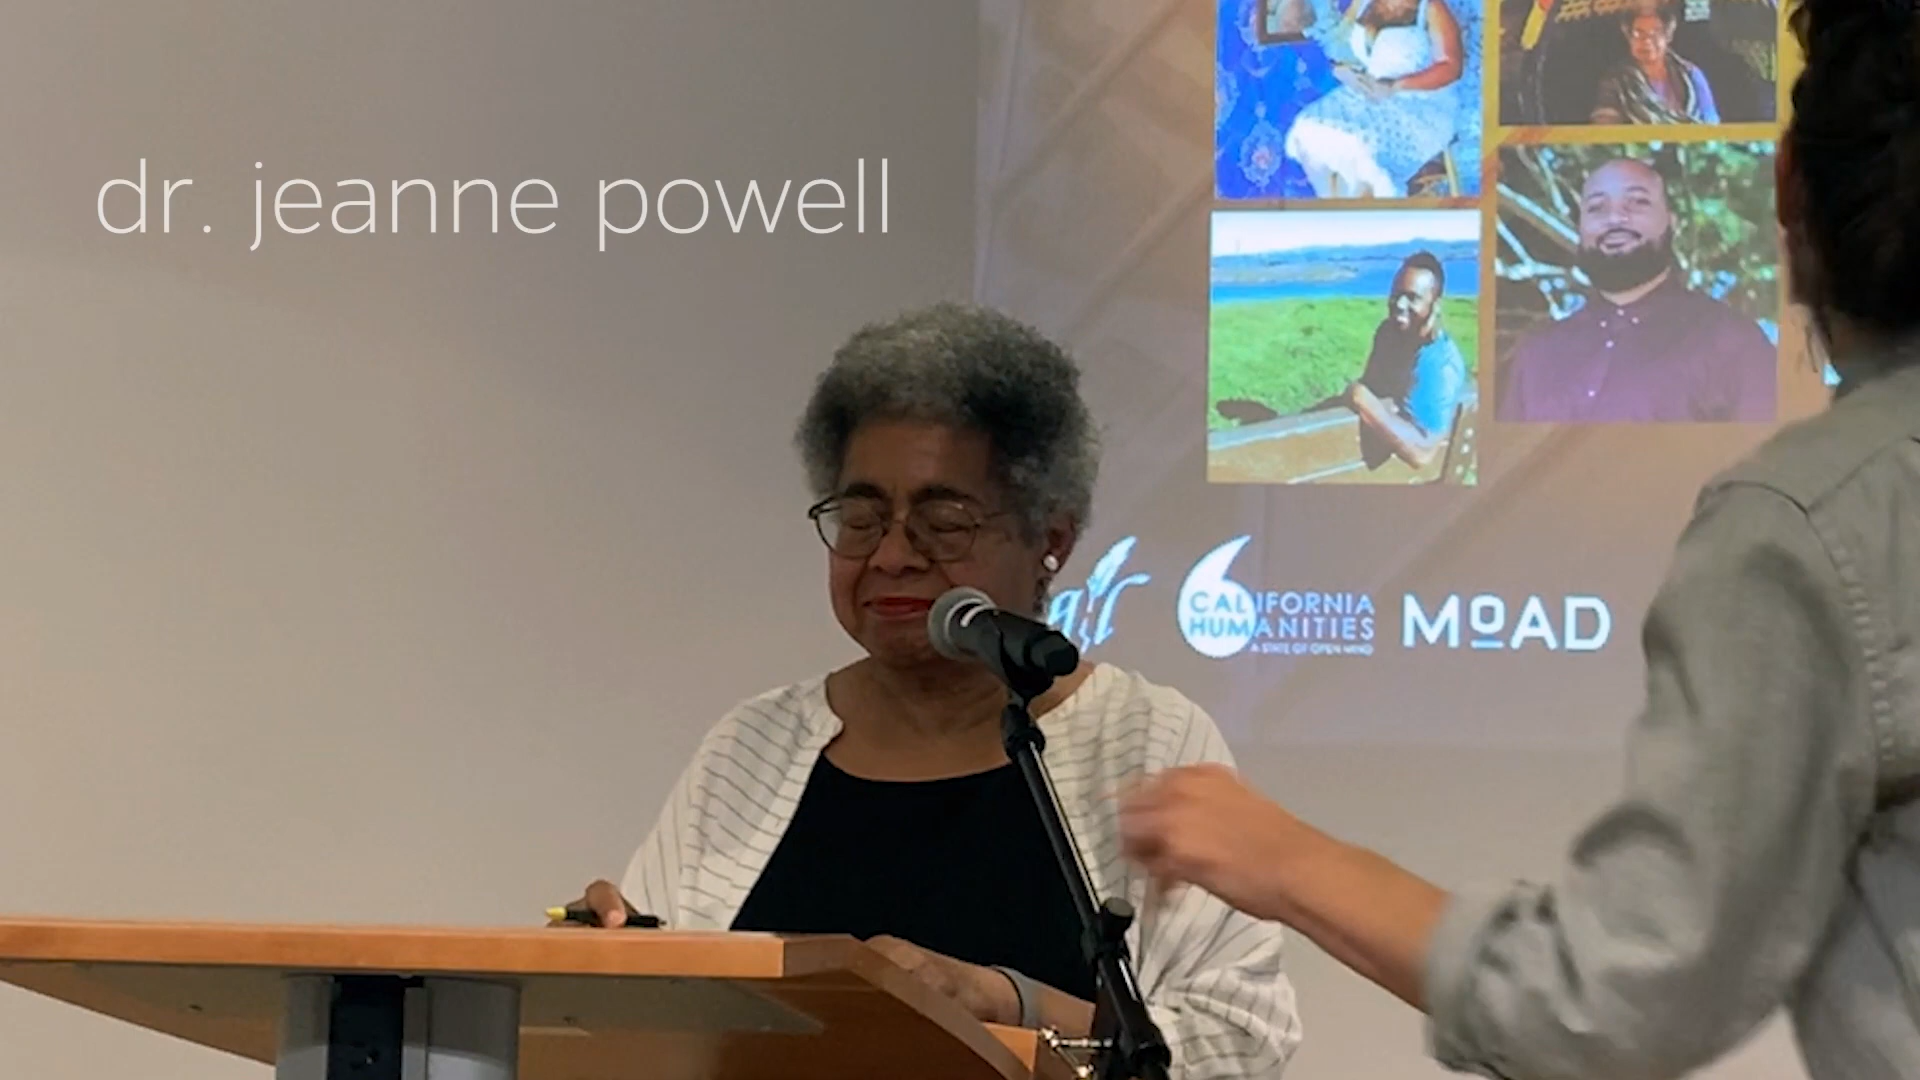 dr. jeanne powell
CALIFORNIA
HUMANITIES
A STATE OF OPEN MIND
MOAD